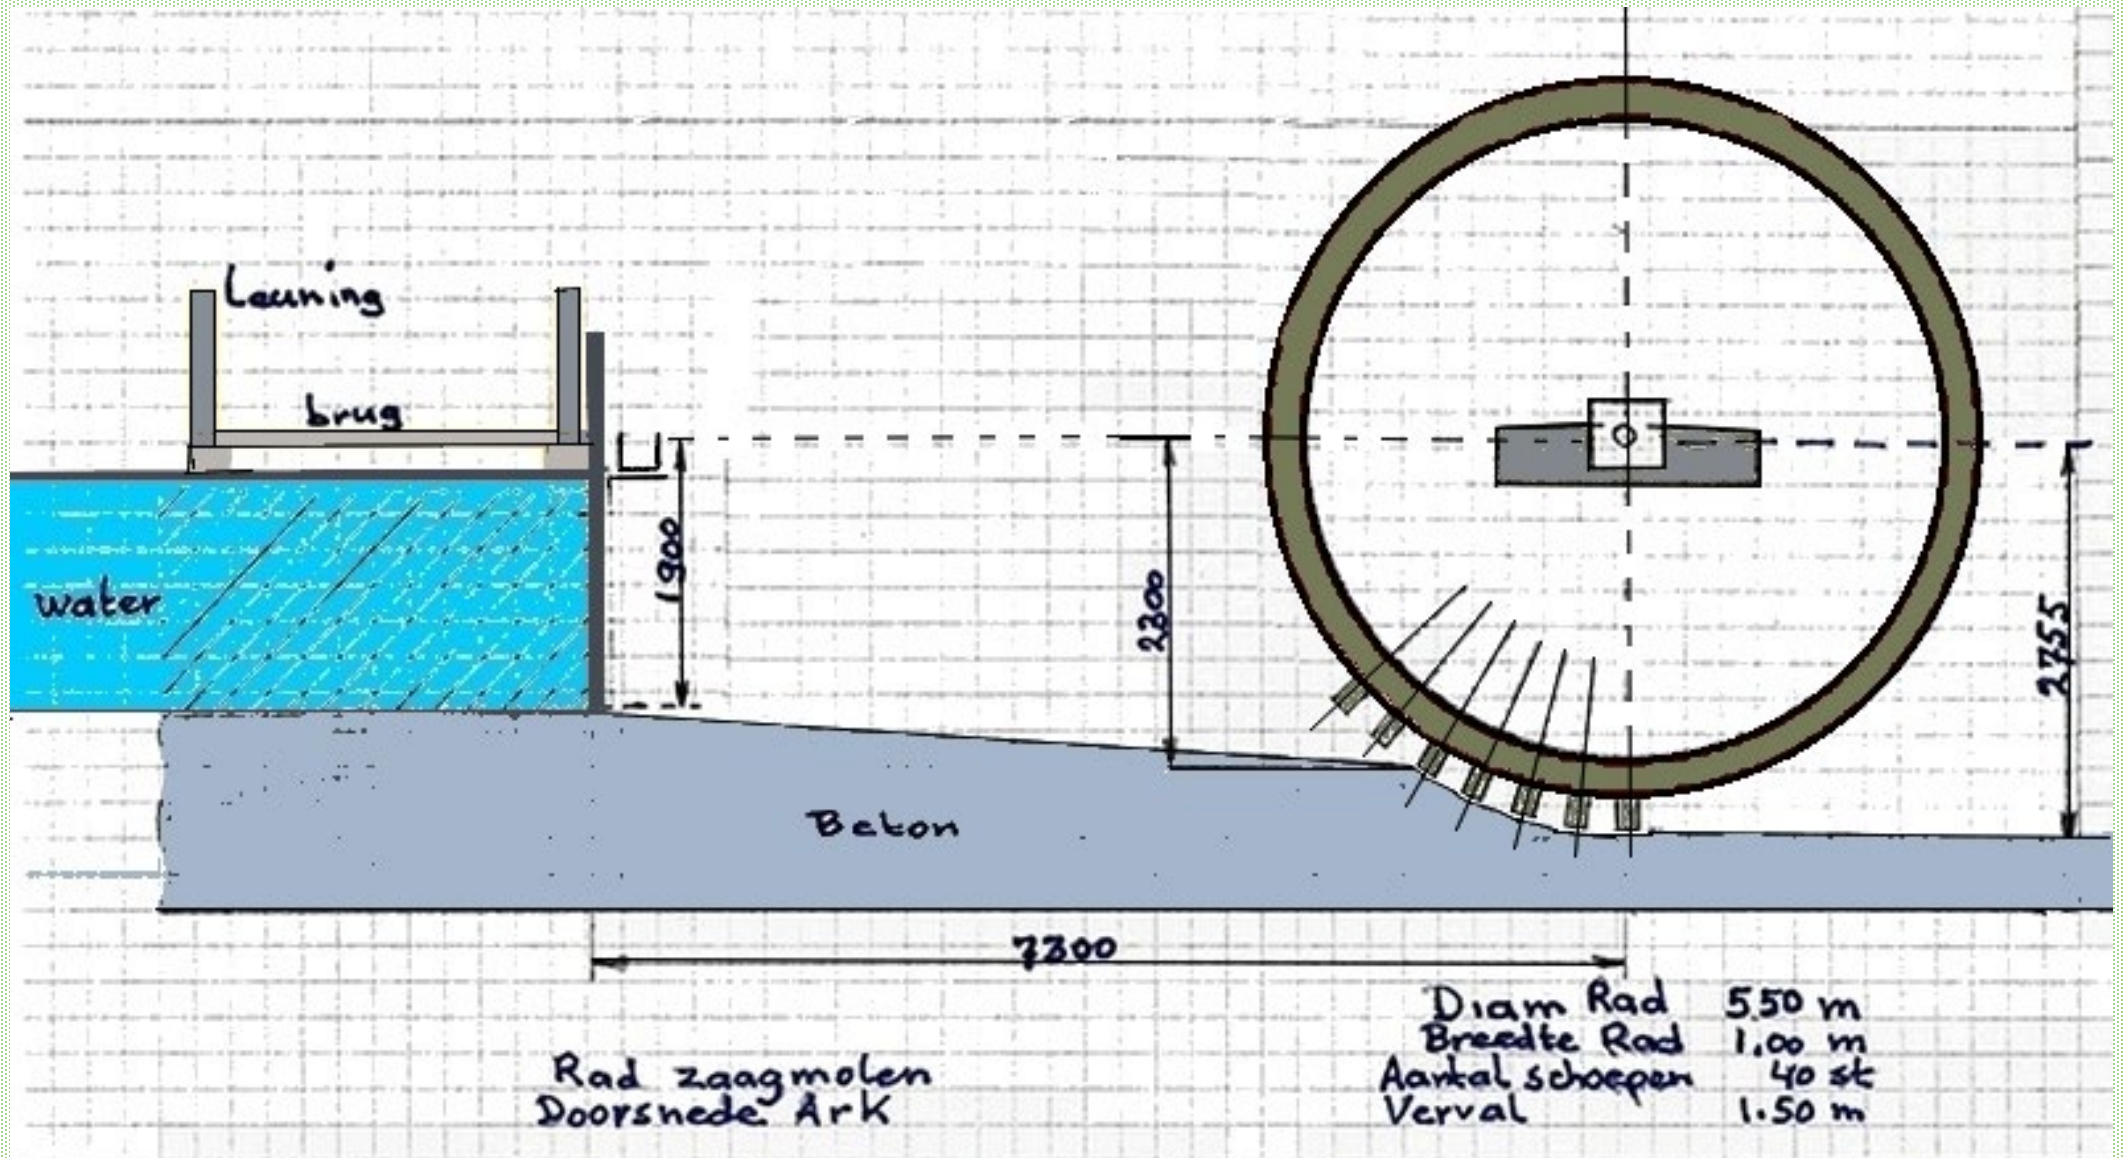 Leuning
brug
water
1900
2300
2755
Beton
7300
Diam Rad 5.50 m
Breedte Rad 1,00 m
Aantal schoepen 40 st
Verval 1.50 m
Rad zaagmolen
Doorsnede Ark